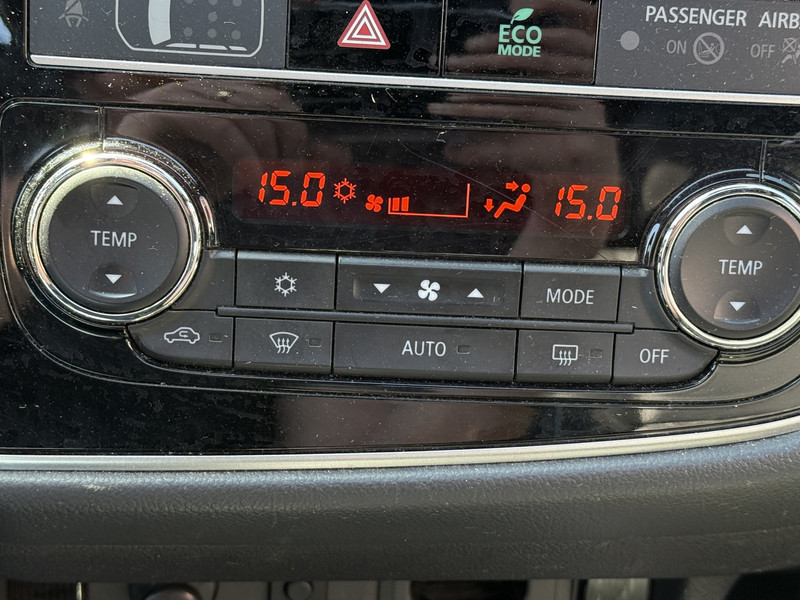 PASSENGER AIRB
ECO
MODE
ON OFF
15.0 15.0
TEMP
TEMP
MODE
AUTO
OFF